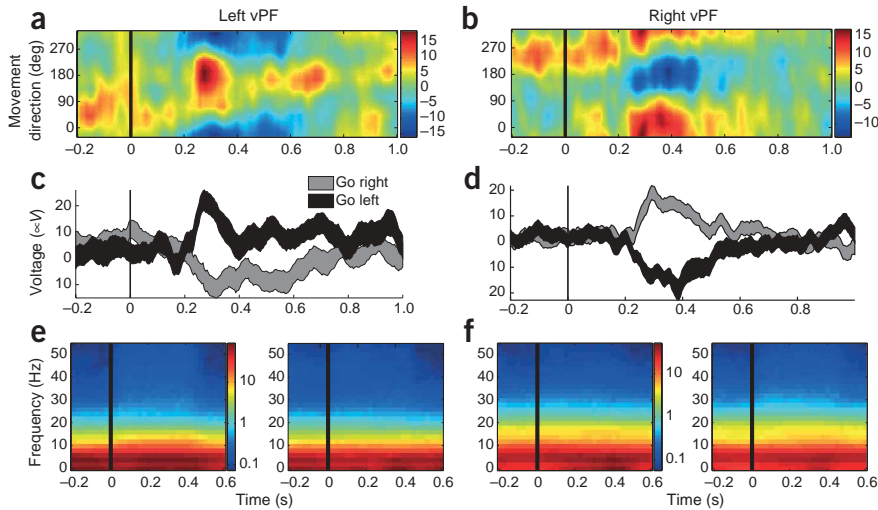 a
Left vPF
b
Right vPF
Movement
direction (deg)
270
180
90
0
–0.2 0 0.2 0.4 0.6 0.8 1.0
15
10
5
0
–5
–10
–15
270
180
90
0
–0.2 0 0.2 0.4 0.6 0.8 1.0
15
10
5
0
–5
–10
c
d
Go right
Go left
Voltage (∝V)
20
10
0
10
–0.2 0 0.2 0.4 0.6 0.8 1.0
20
10
0
10
20
–0.2 0 0.2 0.4 0.6 0.8
e
f
Frequency (Hz)
50
40
30
20
10
0
–0.2 0 0.2 0.4 0.6
10
1
0.1
50
40
30
20
10
0
–0.2 0 0.2 0.4 0.6
50
40
30
20
10
0
–0.2 0 0.2 0.4 0.6
10
1
0.1
50
40
30
20
10
0
–0.2 0 0.2 0.4 0.6
Time (s)
Time (s)